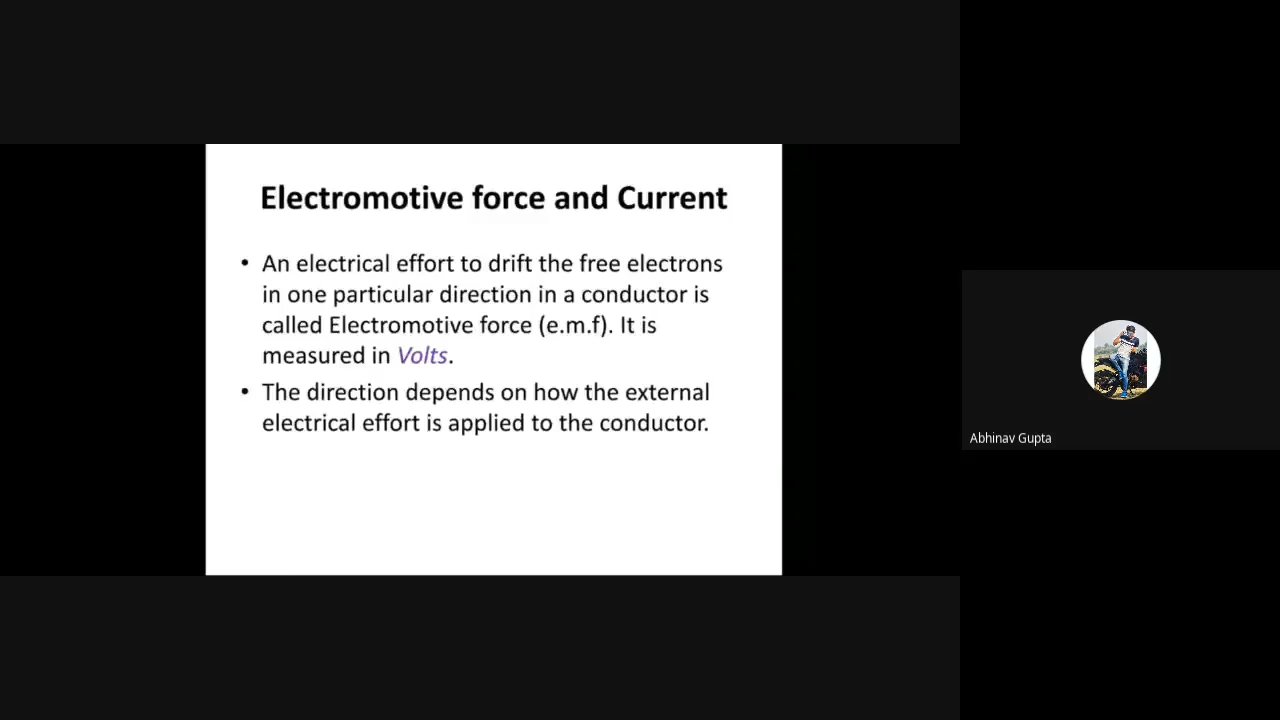 Electromotive force and Current
• An electrical effort to drift the free electrons
in one particular direction in a conductor is
called Electromotive force (e.m.f). It is
measured in Volts.
• The direction depends on how the external
electrical effort is applied to the conductor.
Abhinav Gupta